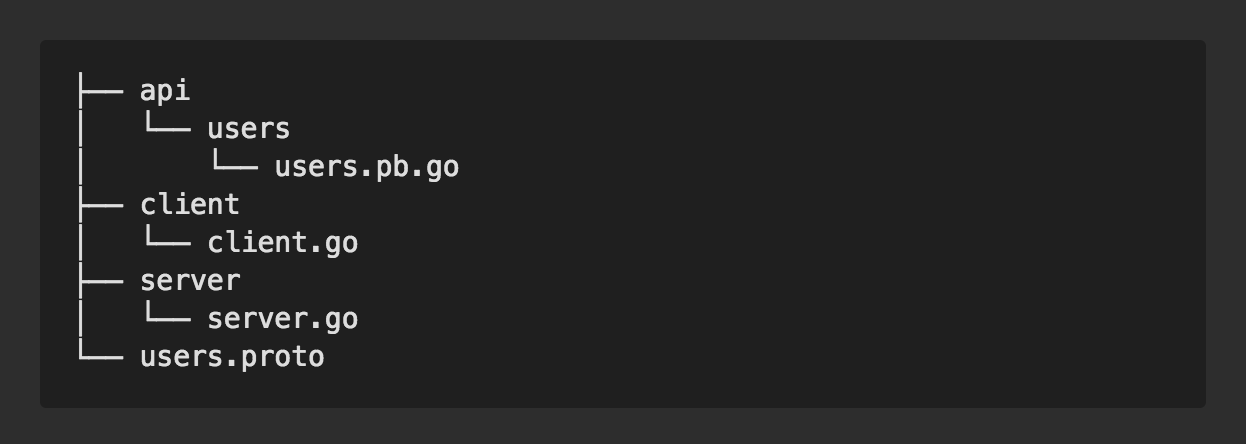 ├── api
│   └── users
│       └── users.pb.go
├── client
│   └── client.go
├── server
│   └── server.go
└── users.proto